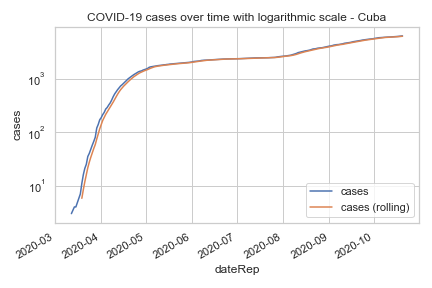 COVID-19 cases over time with logarithmic scale - Cuba
cases
10³
10²
10¹
cases
cases (rolling)
2020-03
2020-04
2020-05
2020-06
2020-07
2020-08
2020-09
2020-10
dateRep